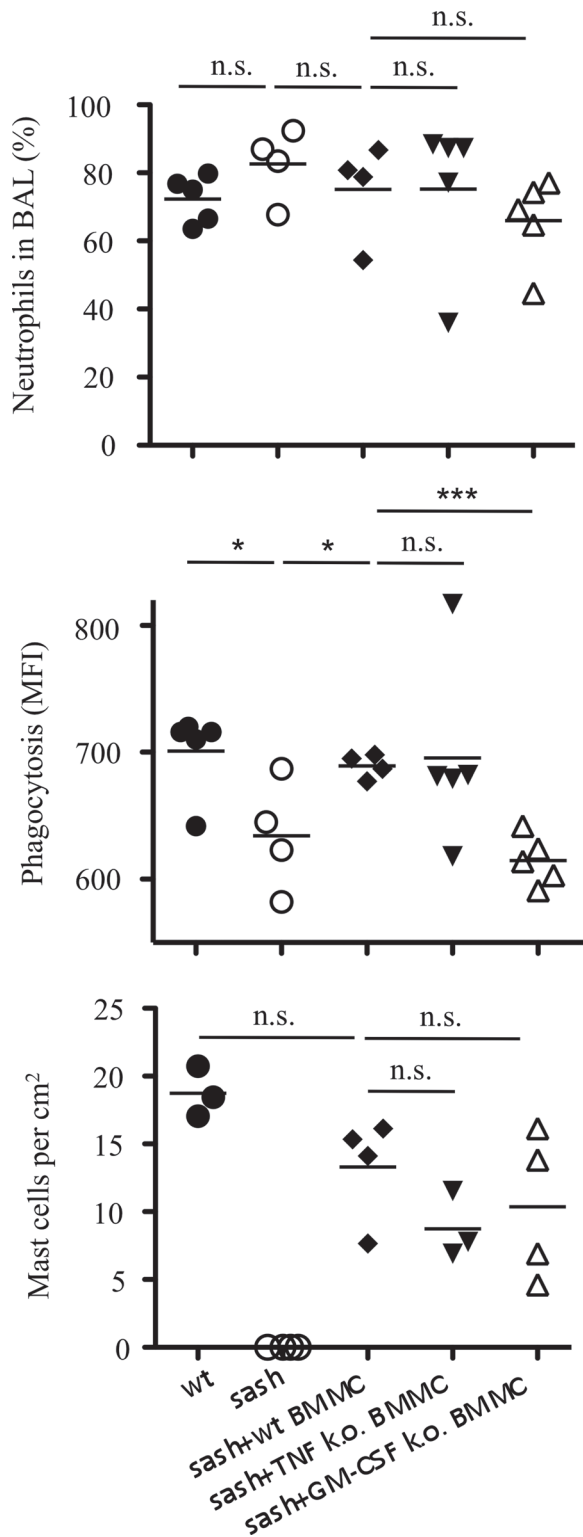 n.s.
n.s. n.s. n.s.
100
80
60
40
20
0
Neutrophils in BAL (%)
***
* * n.s.
800
700
600
Phagocytosis (MFI)
n.s. n.s.
n.s.
25
20
15
10
5
0
Mast cells per cm²
wt
sash
sash+wt BMMC
sash+TNF k.o. BMMC
sash+GM-CSF k.o. BMMC